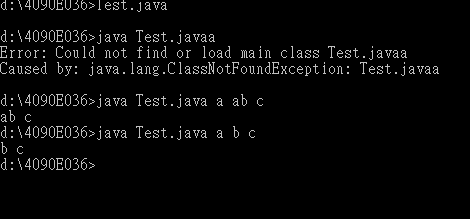 d:\4090E036>Test.java
d:\4090E036>java Test.javaa
Error: Could not find or load main class Test.javaa
Caused by: java.lang.ClassNotFoundException: Test.javaa
d:\4090E036>java Test.java a ab c
ab c
d:\4090E036>java Test.java a b c
b c
d:\4090E036>